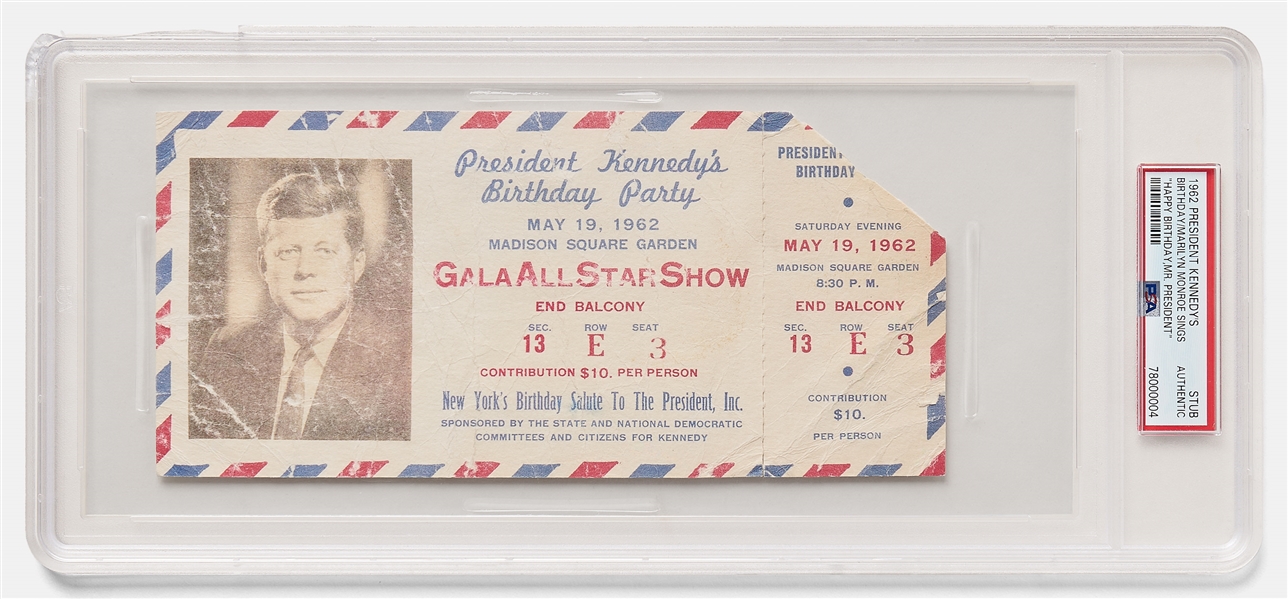 President Kennedy's
Birthday Party
MAY 19, 1962
MADISON SQUARE GARDEN
GALA ALL STAR SHOW
END BALCONY
SEC. ROW SEAT
13 E 3
CONTRIBUTION $10. PER PERSON
New York's Birthday Salute To The President, Inc.
SPONSORED BY THE STATE AND NATIONAL DEMOCRATIC
COMMITTEES AND CITIZENS FOR KENNEDY
PRESIDENT
BIRTHDAY
SATURDAY EVENING
MAY 19, 1962
MADISON SQUARE GARDEN
8:30 P. M.
END BALCONY
SEC. ROW SEAT
13 E 3
CONTRIBUTION
$10.
PER PERSON
1962 PRESIDENT KENNEDY'S
BIRTHDAY/MARILYN MONROE SINGS
"HAPPY BIRTHDAY, MR. PRESIDENT"
PSA
STUB
AUTHENTIC
78000004